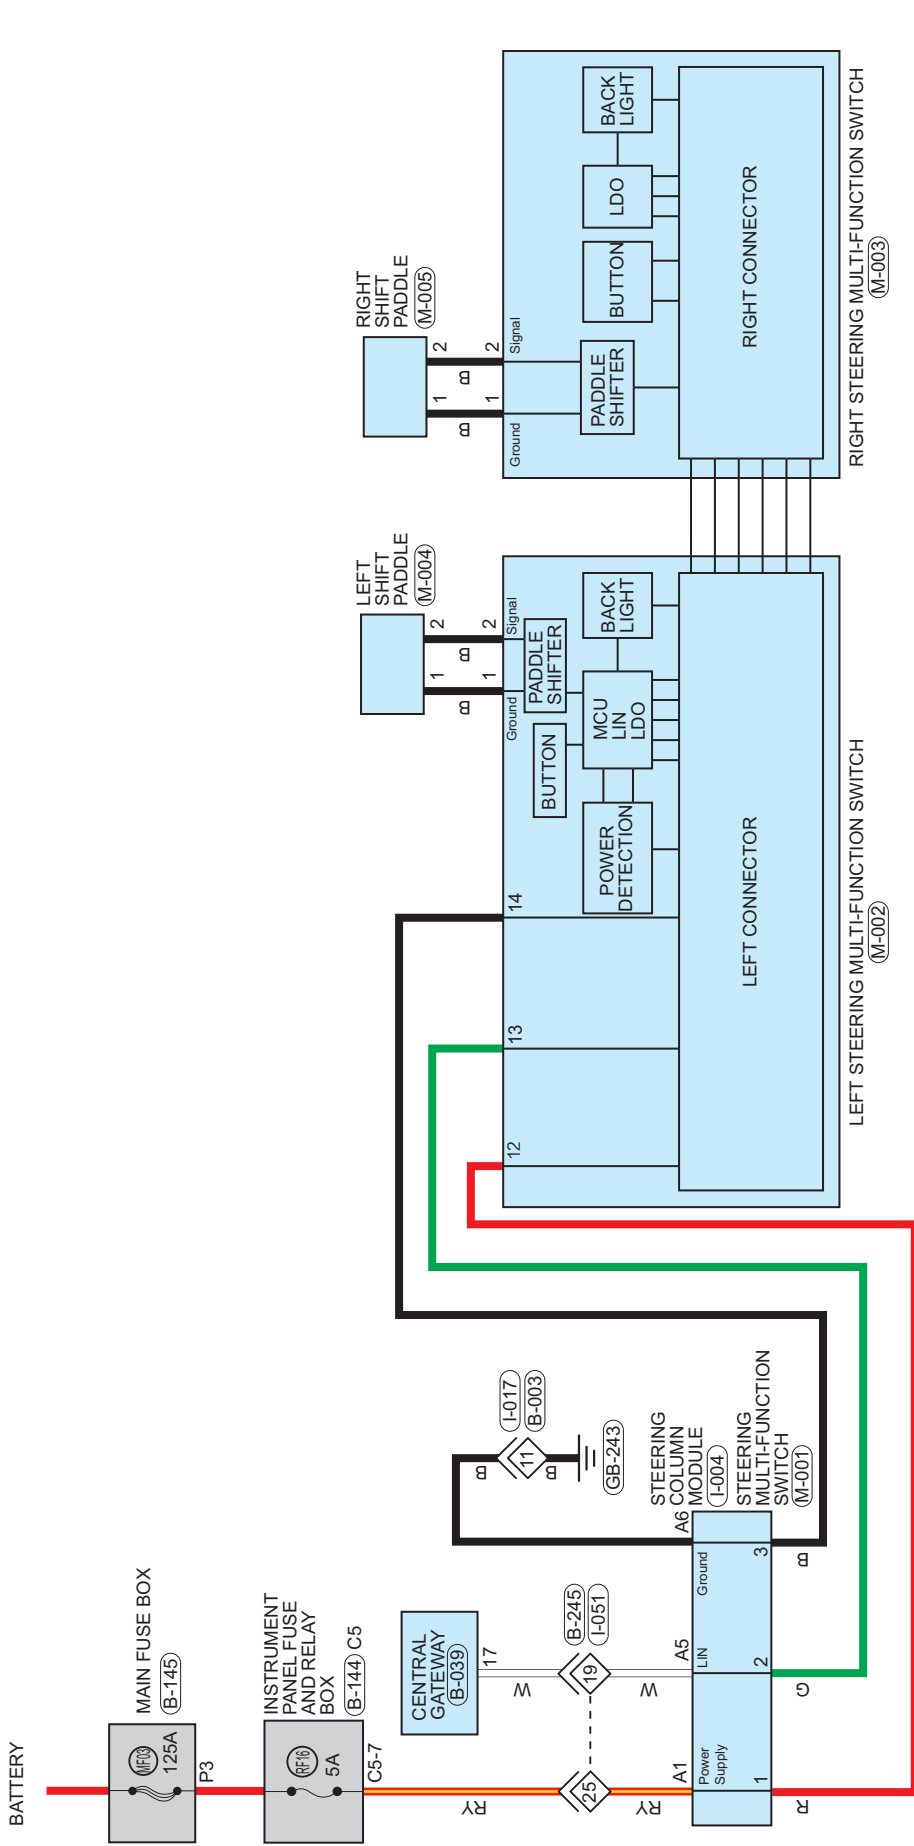 BATTERY
MAIN FUSE BOX
B-145
MF03
125A
P3
INSTRUMENT
PANEL FUSE
AND RELAY
BOX
B-144 C5
RF16
5A
C5-7
RY
25
RY
A1
CENTRAL
GATEWAY
B-039
17
W
B-245
I-051
19
W
A5
I-017
B-003
B
11
B
GB-243
A6
STEERING
COLUMN
MODULE
I-004
STEERING
MULTI-FUNCTION
SWITCH
M-001
Power
Supply
LIN
Ground
1
2
3
R
G
B
LEFT
SHIFT
PADDLE
M-004
1
2
B
B
1
2
Ground
Signal
12
13
14
PADDLE
SHIFTER
BUTTON
MCU
LIN
LDO
BACK
LIGHT
POWER
DETECTION
LEFT CONNECTOR
LEFT STEERING MULTI-FUNCTION SWITCH
M-002
RIGHT
SHIFT
PADDLE
M-005
1
2
B
B
1
2
Ground
Signal
PADDLE
SHIFTER
BUTTON
LDO
BACK
LIGHT
RIGHT CONNECTOR
RIGHT STEERING MULTI-FUNCTION SWITCH
M-003